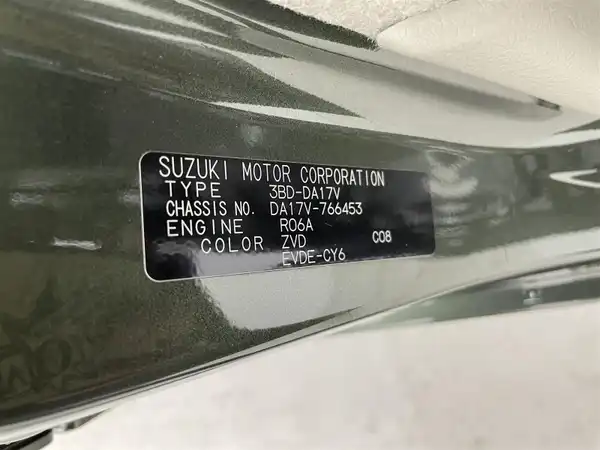 SUZUKI MOTOR CORPORATION
TYPE 3BD-DA17V
CHASSIS NO. DA17V-766453
ENGINE R06A
COLOR ZVD C08
EVDE-CY6